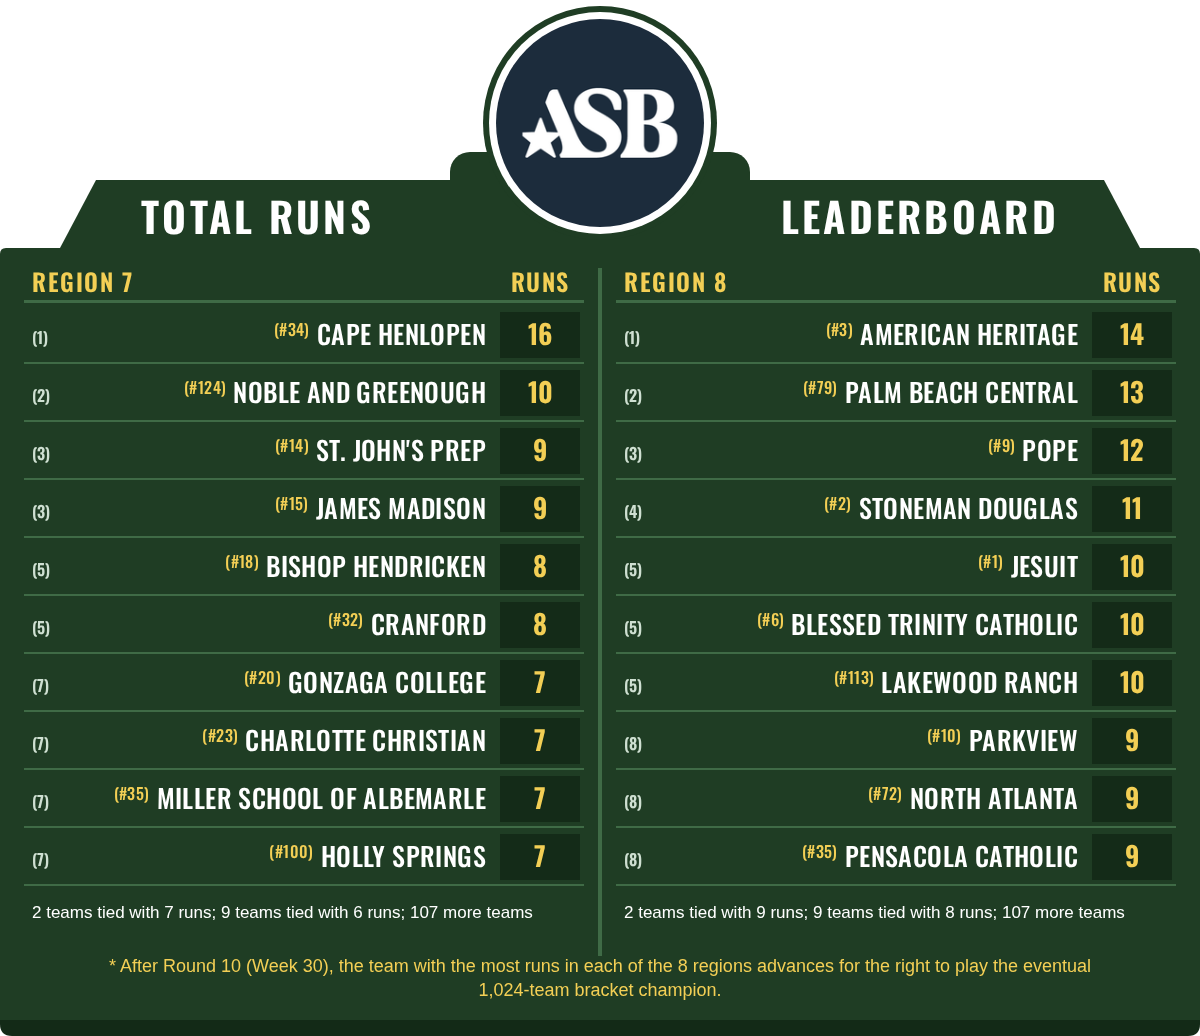 ASB
TOTAL RUNS
LEADERBOARD
REGION 7 RUNS
(1) (#34) CAPE HENLOPEN 16
(2) (#124) NOBLE AND GREENOUGH 10
(3) (#14) ST. JOHN'S PREP 9
(3) (#15) JAMES MADISON 9
(5) (#18) BISHOP HENDRICKEN 8
(5) (#32) CRANFORD 8
(7) (#20) GONZAGA COLLEGE 7
(7) (#23) CHARLOTTE CHRISTIAN 7
(7) (#35) MILLER SCHOOL OF ALBEMARLE 7
(7) (#100) HOLLY SPRINGS 7
2 teams tied with 7 runs; 9 teams tied with 6 runs; 107 more teams
REGION 8 RUNS
(1) (#3) AMERICAN HERITAGE 14
(2) (#79) PALM BEACH CENTRAL 13
(3) (#9) POPE 12
(4) (#2) STONEMAN DOUGLAS 11
(5) (#1) JESUIT 10
(5) (#6) BLESSED TRINITY CATHOLIC 10
(5) (#113) LAKEWOOD RANCH 10
(8) (#10) PARKVIEW 9
(8) (#72) NORTH ATLANTA 9
(8) (#35) PENSACOLA CATHOLIC 9
2 teams tied with 9 runs; 9 teams tied with 8 runs; 107 more teams
* After Round 10 (Week 30), the team with the most runs in each of the 8 regions advances for the right to play the eventual
1,024-team bracket champion.